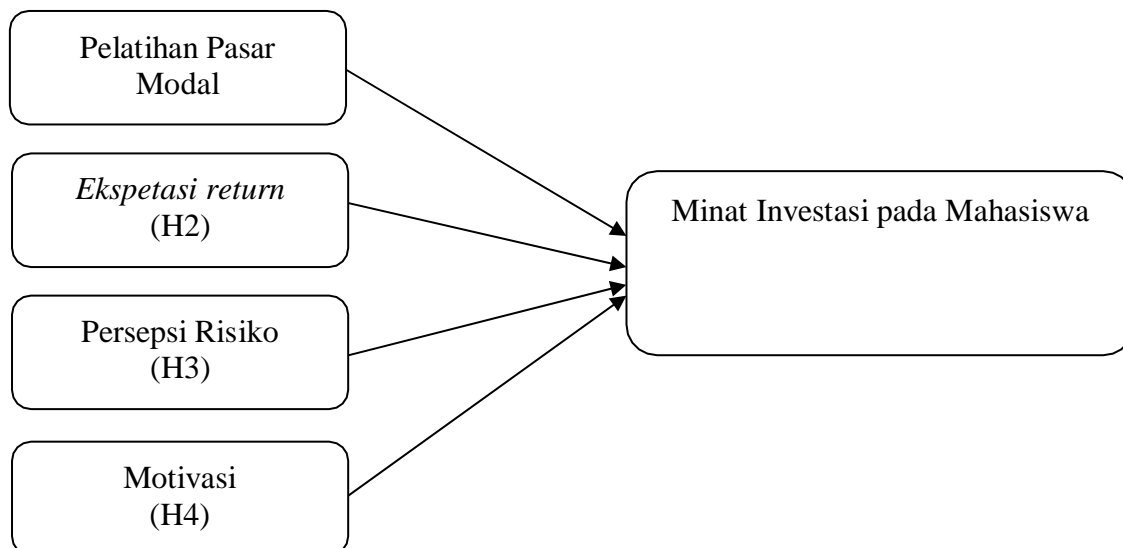 Pelatihan Pasar
Modal
Ekspetasi return
(H2)
Persepsi Risiko
(H3)
Motivasi
(H4)
Minat Investasi pada Mahasiswa